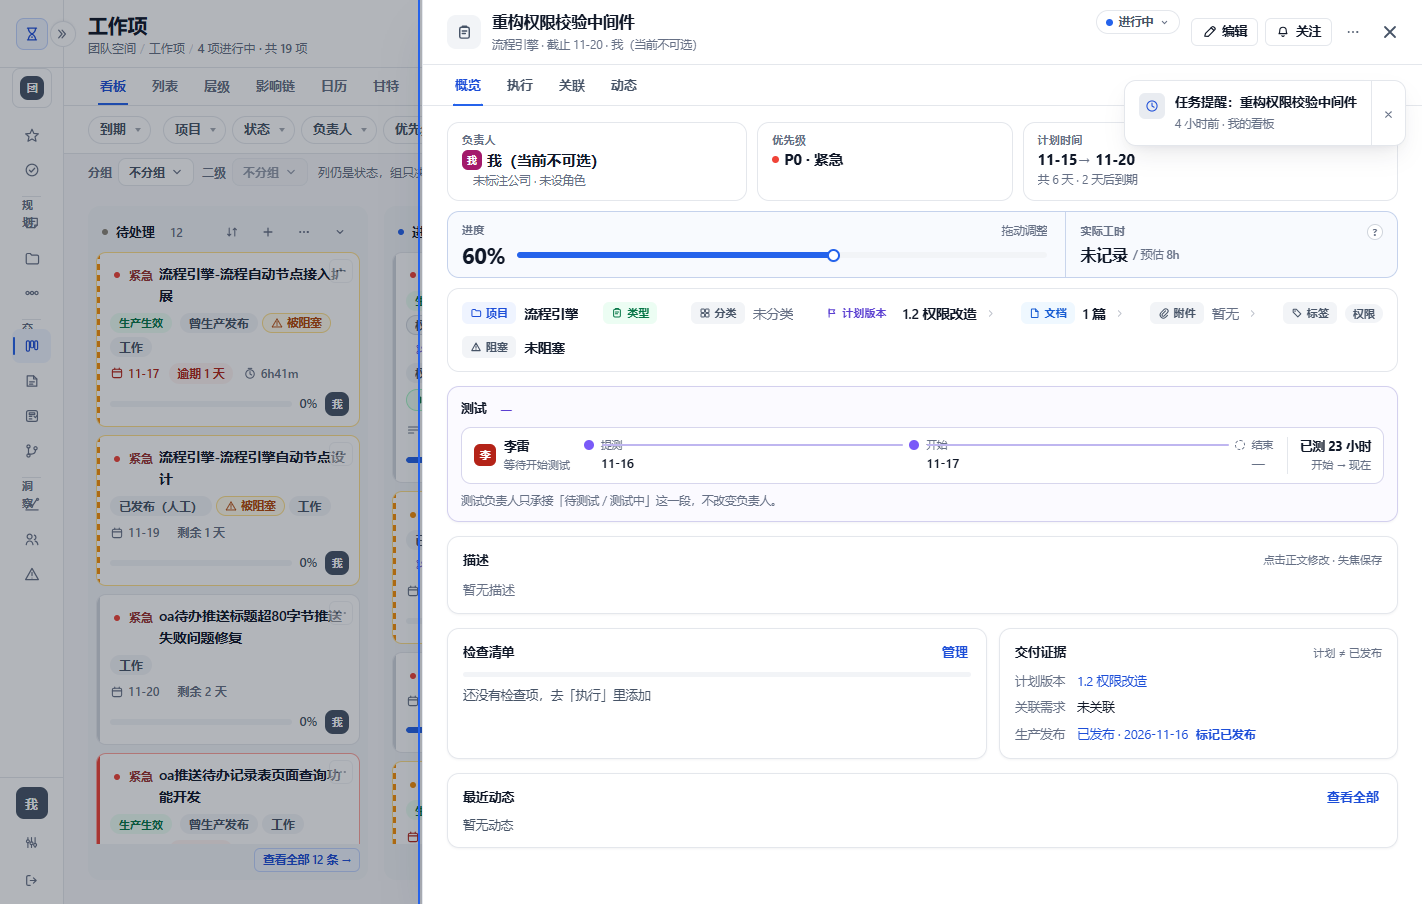 工作项
团队空间 / 工作项 / 4 项进行中 · 共 19 项
看板 列表 层级 影响链 日历 甘特
到期 项目 状态 负责人 优先
分组 不分组 二级 不分组 列仍是状态，组只
团
规
划
洞
察
我
待处理 12
紧急 流程引擎-流程自动节点接入扩
展
生产生效 曾生产发布 被阻塞
工作
11-17 逾期 1 天 6h41m
0% 我
紧急 流程引擎-流程引擎自动节点设
计
已发布（人工） 被阻塞 工作
11-19 剩余 1 天
0% 我
紧急 oa待办推送标题超80字节推送
失败问题修复
工作
11-20 剩余 2 天
0% 我
紧急 oa推送待办记录表页面查询功
能开发
生产生效 曾生产发布 工作
查看全部 12 条 →
重构权限校验中间件
流程引擎 · 截止 11-20 · 我（当前不可选）
进行中 编辑 关注
概览 执行 关联 动态
任务提醒：重构权限校验中间件
4 小时前 · 我的看板
负责人
我 我（当前不可选）
未标注公司 · 未设角色
优先级
P0 · 紧急
计划时间
11-15 → 11-20
共 6 天 · 2 天后到期
进度 拖动调整
60%
实际工时 ?
未记录 / 预估 8h
项目 流程引擎 类型 分类 未分类 计划版本 1.2 权限改造 文档 1 篇 附件 暂无 标签 权限
阻塞 未阻塞
测试 —
李 李雷
等待开始测试
提测
11-16
开始
11-17
结束
—
已测 23 小时
开始 → 现在
测试负责人只承接「待测试 / 测试中」这一段，不改变负责人。
描述 点击正文修改 · 失焦保存
暂无描述
检查清单 管理
还没有检查项，去「执行」里添加
交付证据 计划 ≠ 已发布
计划版本 1.2 权限改造
关联需求 未关联
生产发布 已发布 · 2026-11-16 标记已发布
最近动态 查看全部
暂无动态